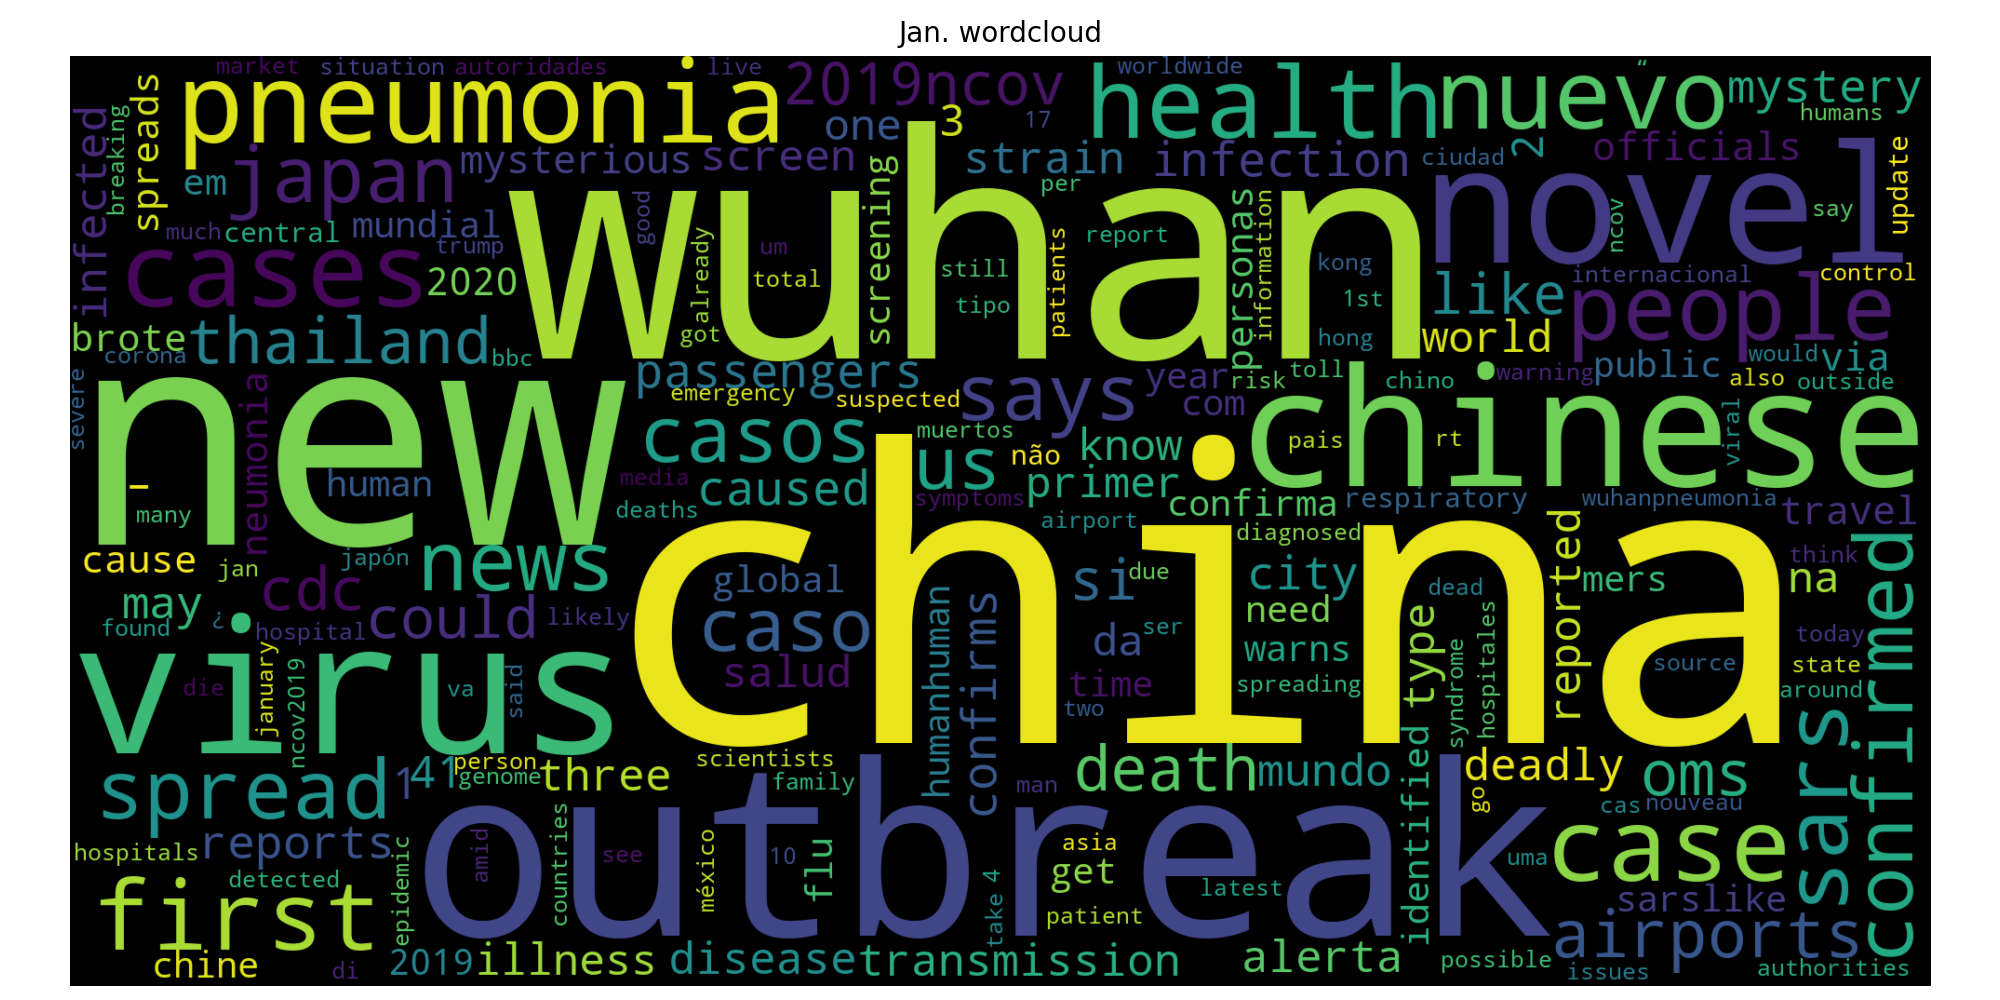 Jan. wordcloud
market situation autoridades live 2019ncov worldwide “
pneumonia health nuevo mystery
breaking spreads one 3 17 humans
infected japan mysterious screen strain infection ciudad 2 officials update
em per novel say
much central mundial good wuhan personas information ncov
cases trump already um report patients
2020 total screening still kong internacional control
tipo 1st like people
brote thailand got hong world
corona bbc passengers public would via
severe says year risk toll chino warning also outside
new emergency suspected com chinese
neumonia casos muertos us know pais rt viral
não
human media caused primer
– symptoms confirma respiratory wuhanpneumonia
many deaths airport travel
diagnosed
cause jan japón news china think
cdc global si due city dead reported mers na confirmed
may likely humanhuman confirms need
found ¿ hospital could caso ser type today
virus january da warns syndrome hospitales
die va said salud time spreading source state
ncov2019 two around
person scientists
spread 1 41 genome three family man death mundo deadly oms sars
outbreak go cas nouveau
reports amid see countries 10 flu asia identified case
hospitals epidemic méxico uma
first detected get latest
take 4 patient sarslike
chine di 2019 illness disease transmission alerta possible airports
issues authorities